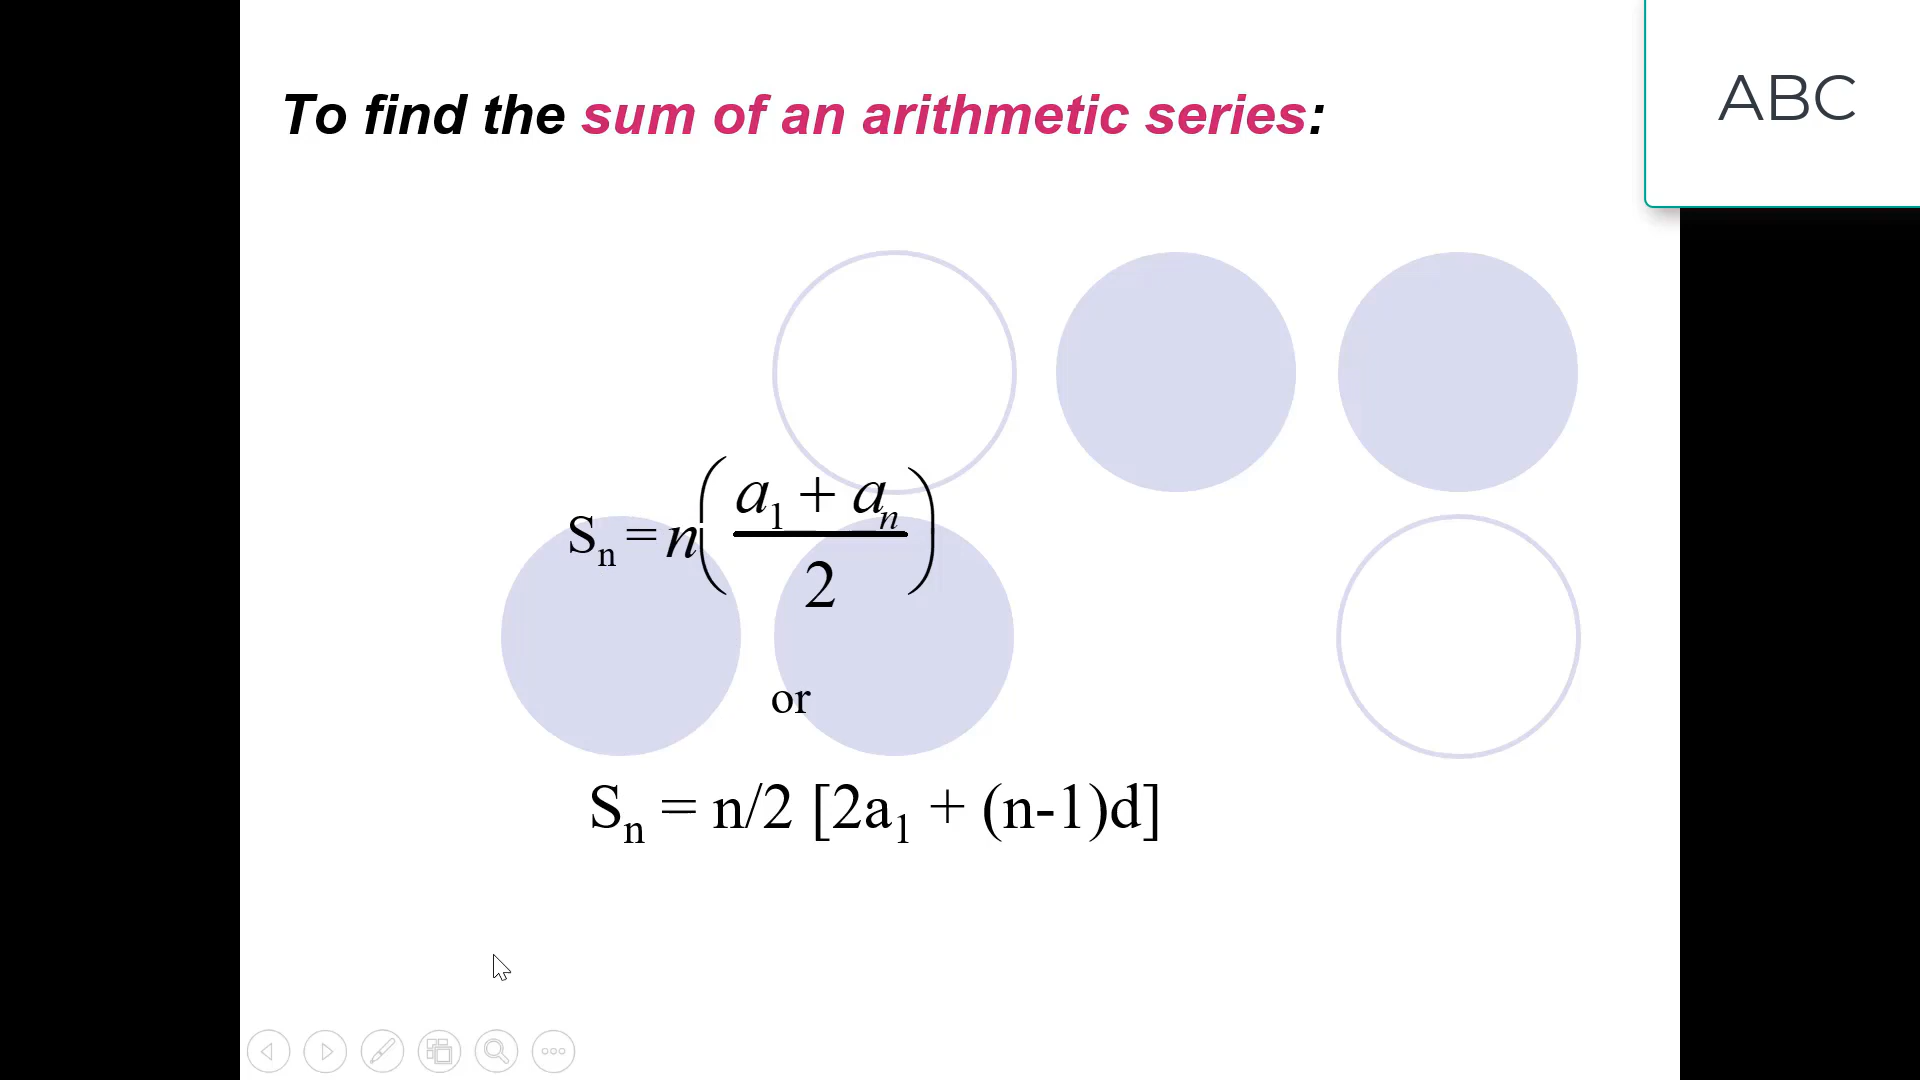 To find the sum of an arithmetic series:
ABC
Sₙ = n(a₁ + aₙ / 2)
or
Sₙ = n/2 [2a₁ + (n-1)d]